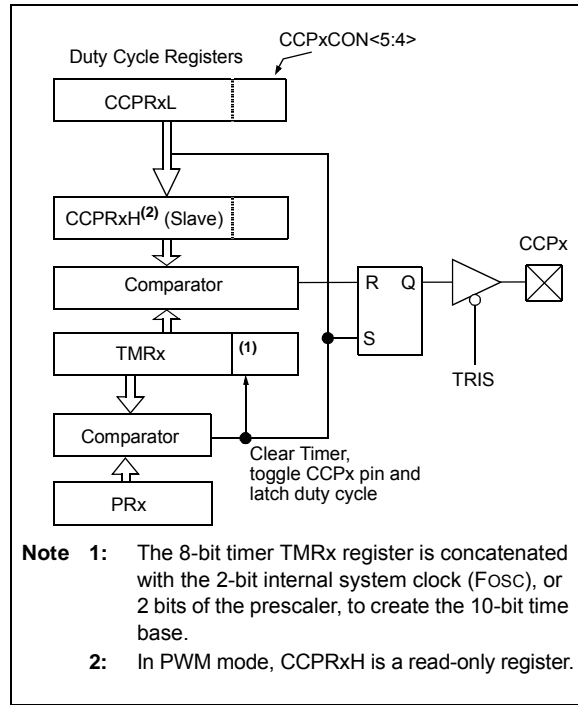 CCPxCON<5:4>
Duty Cycle Registers
CCPRxL
CCPRxH(2) (Slave)
CCPx
Comparator
R Q
S
TMRx (1)
TRIS
Comparator
Clear Timer,
toggle CCPx pin and
latch duty cycle
PRx
Note 1: The 8-bit timer TMRx register is concatenated
with the 2-bit internal system clock (FOSC), or
2 bits of the prescaler, to create the 10-bit time
base.
2: In PWM mode, CCPRxH is a read-only register.